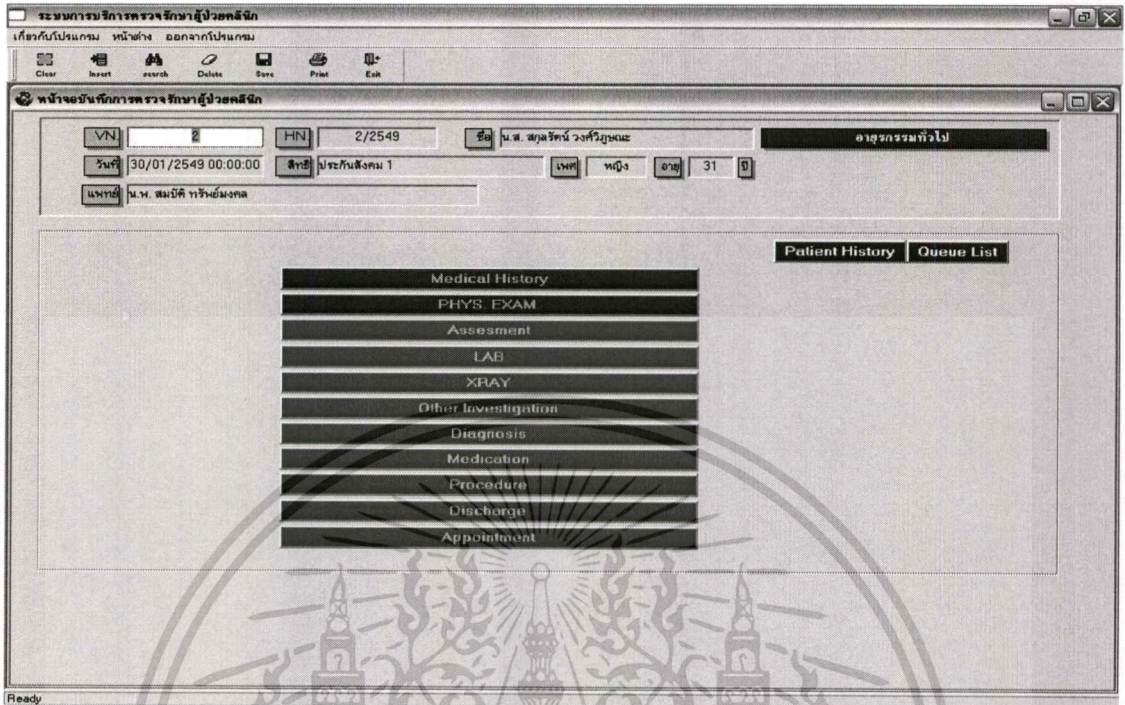 ระบบการบริการตรวจรักษาผู้ป่วยคลีนิก
เกี่ยวกับโปรแกรม หน้าต่าง ออกจากโปรแกรม
Clear Insert search Delete Save Print Exit
หน้าจอบันทึกการตรวจรักษาผู้ป่วยคลีนิก
VN 2 HN 2/2549 ชื่อ น.ส. สกุลรัตน์ วงศ์วิภูษณะ อายุรกรรมทั่วไป
วันที่ 30/01/2549 00:00:00 สิทธิ ประกันสังคม 1 เพศ หญิง อายุ 31 ปี
แพทย์ น.พ. สมบัติ ทรัพย์มงคล
Patient History Queue List
Medical History
PHYS. EXAM
Assesment
LAB
XRAY
Other Investigation
Diagnosis
Medication
Procedure
Discharge
Appointment
Ready